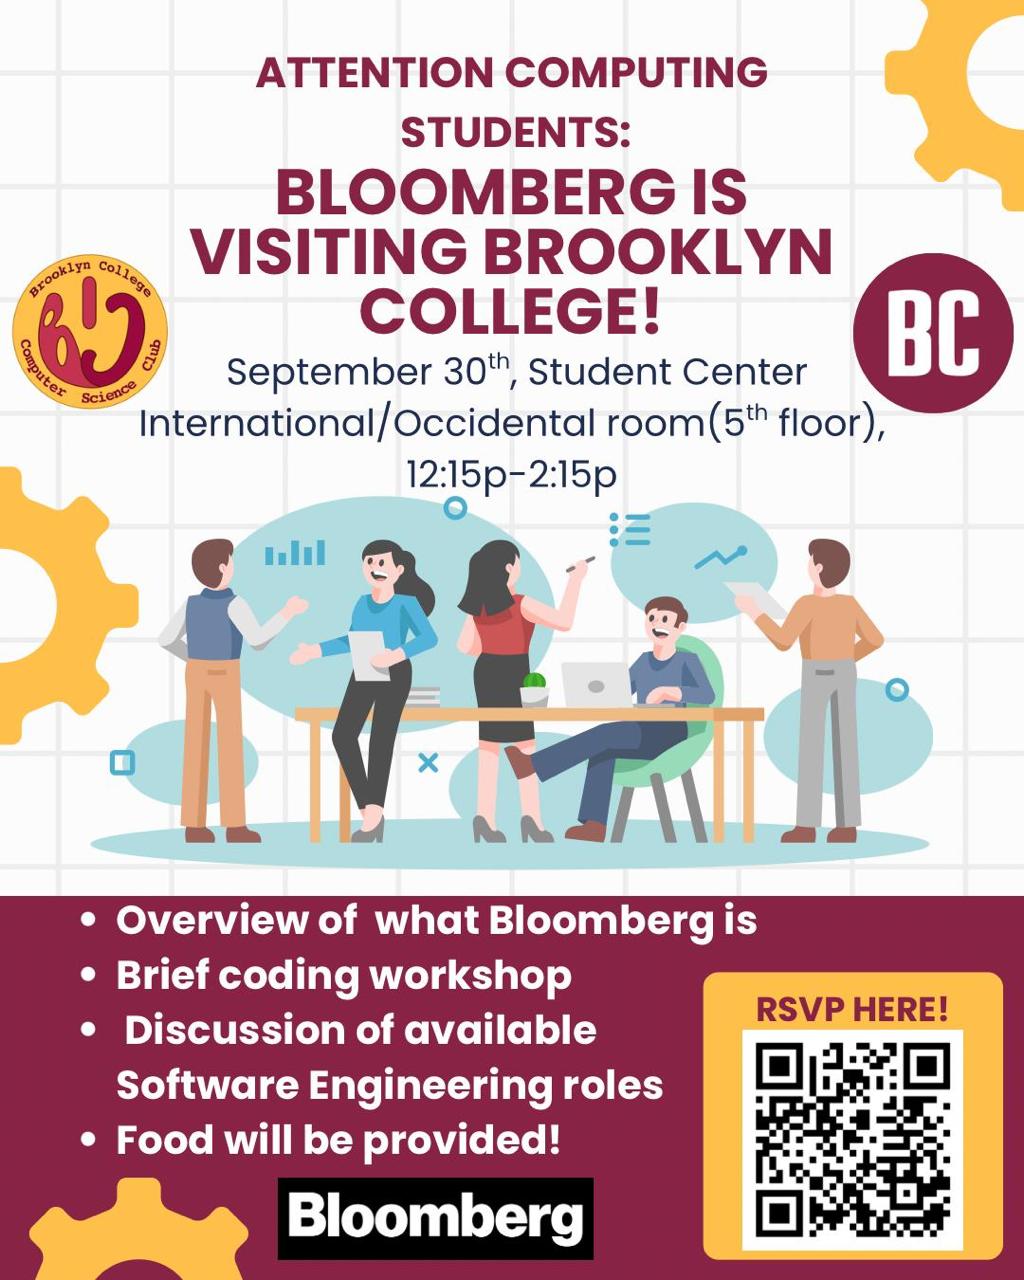 ATTENTION COMPUTING
STUDENTS:
BLOOMBERG IS
VISITING BROOKLYN
COLLEGE!
Brooklyn College
Computer Science Club
BC
September 30th, Student Center
International/Occidental room(5th floor),
12:15p-2:15p
• Overview of what Bloomberg is
• Brief coding workshop
• Discussion of available
Software Engineering roles
• Food will be provided!
RSVP HERE!
Bloomberg